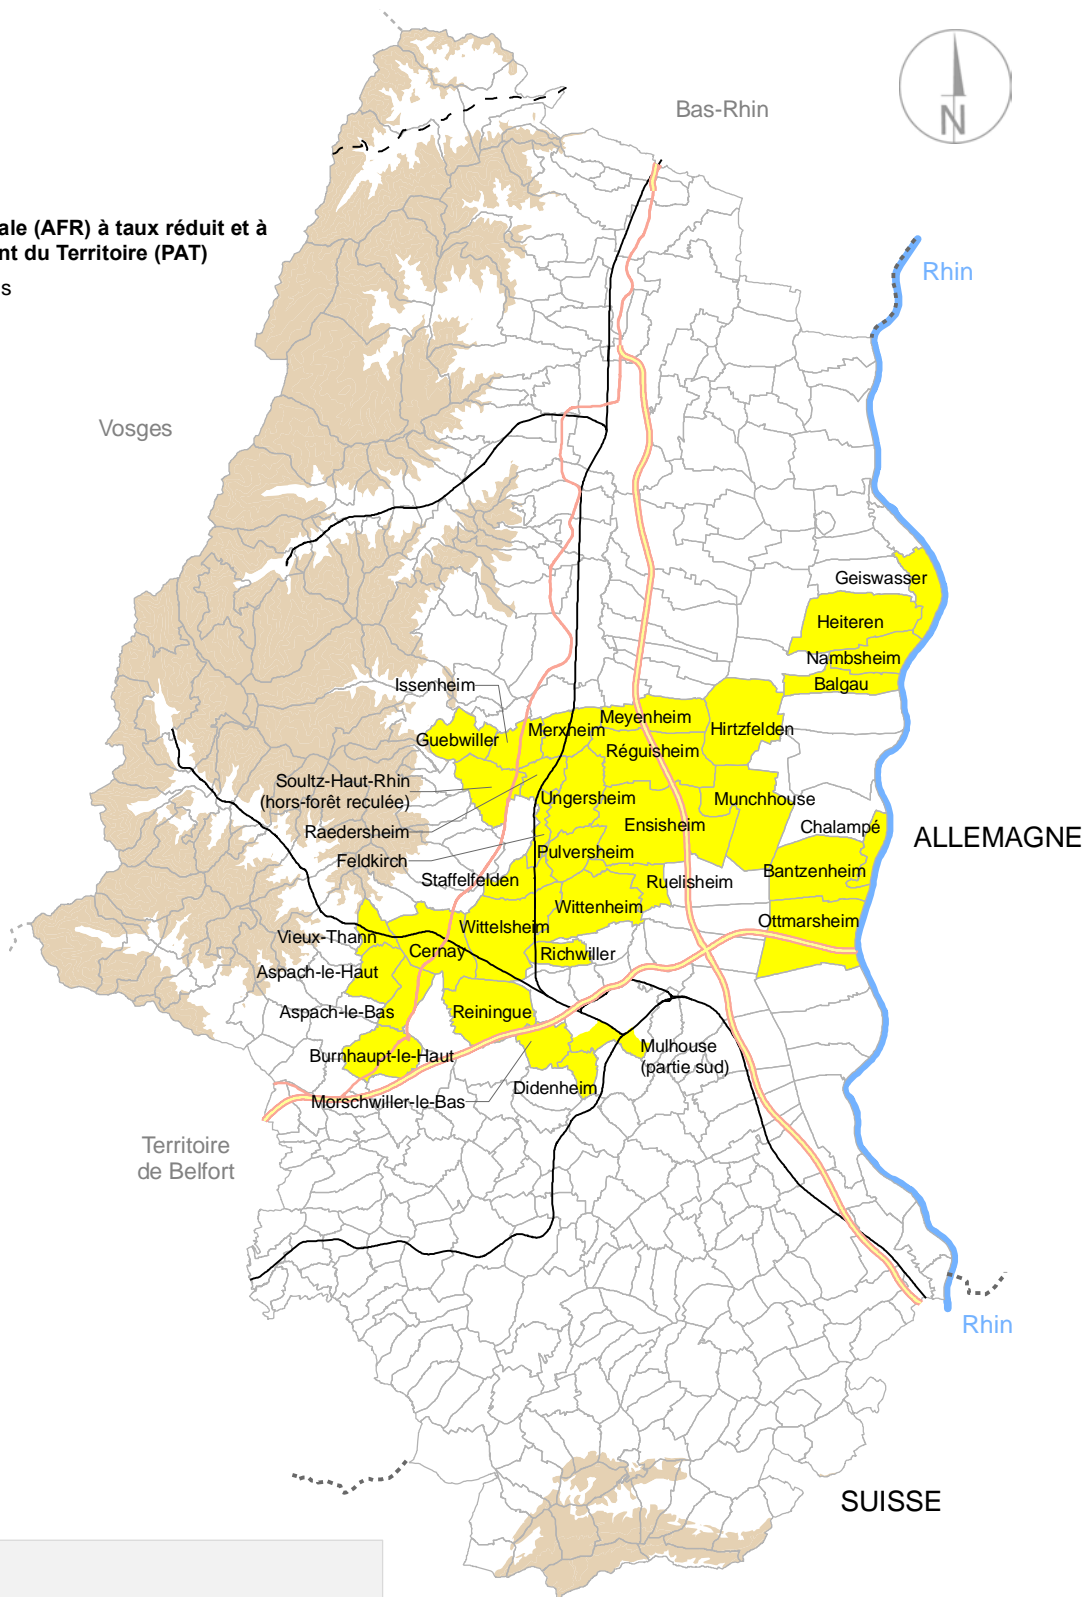 Bas-Rhin
N
ale (AFR) à taux réduit et à
nt du Territoire (PAT)
s
Rhin
Vosges
Geiswasser
Heiteren
Nambsheim
Balgau
Issenheim
Guebwiller
Merxheim
Meyenheim
Hirtzfelden
Réguisheim
Soultz-Haut-Rhin
(hors-forêt reculée)
Ungersheim
Munchhouse
Raedersheim
Ensisheim
Chalampé
ALLEMAGNE
Feldkirch
Pulversheim
Bantzenheim
Staffelfelden
Ruelisheim
Wittenheim
Ottmarsheim
Vieux-Thann
Wittelsheim
Cernay
Richwiller
Aspach-le-Haut
Aspach-le-Bas
Reiningue
Burnhaupt-le-Haut
Mulhouse
(partie sud)
Didenheim
Morschwiller-le-Bas
Territoire
de Belfort
Rhin
SUISSE